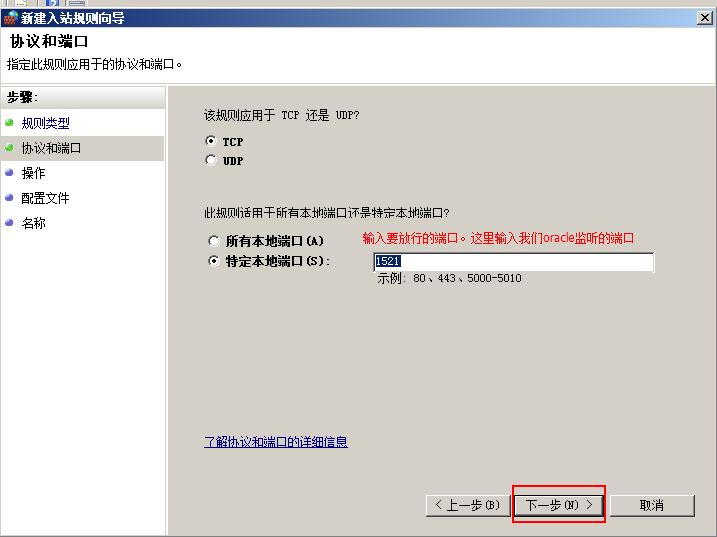 新建入站规则向导
协议和端口
指定此规则应用于的协议和端口。
步骤:
规则类型
协议和端口
操作
配置文件
名称
该规则应用于 TCP 还是 UDP?
TCP
UDP
此规则适用于所有本地端口还是特定本地端口?
所有本地端口(A)
输入要放行的端口。这里输入我们oracle监听的端口
特定本地端口(S):
1521
示例: 80、443、5000-5010
了解协议和端口的详细信息
< 上一步(B)
下一步(N) >
取消